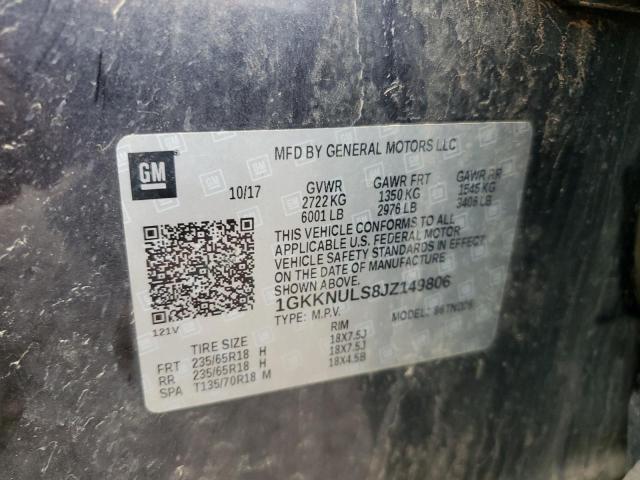 GM
MFD BY GENERAL MOTORS LLC
10/17 GVWR GAWR FRT GAWR RR
2722 KG 1350 KG 1545 KG
6001 LB 2976 LB 3406 LB
THIS VEHICLE CONFORMS TO ALL
APPLICABLE U.S. FEDERAL MOTOR
VEHICLE SAFETY STANDARDS IN EFFECT
ON THE DATE OF MANUFACTURE
SHOWN ABOVE.
1GKKNULS8JZ149806
TYPE: M.P.V. MODEL:
121V
TIRE SIZE RIM
FRT 235/65R18 H 18X7.5J
RR 235/65R18 H 18X7.5J
SPA T135/70R18 M 18X4.5B